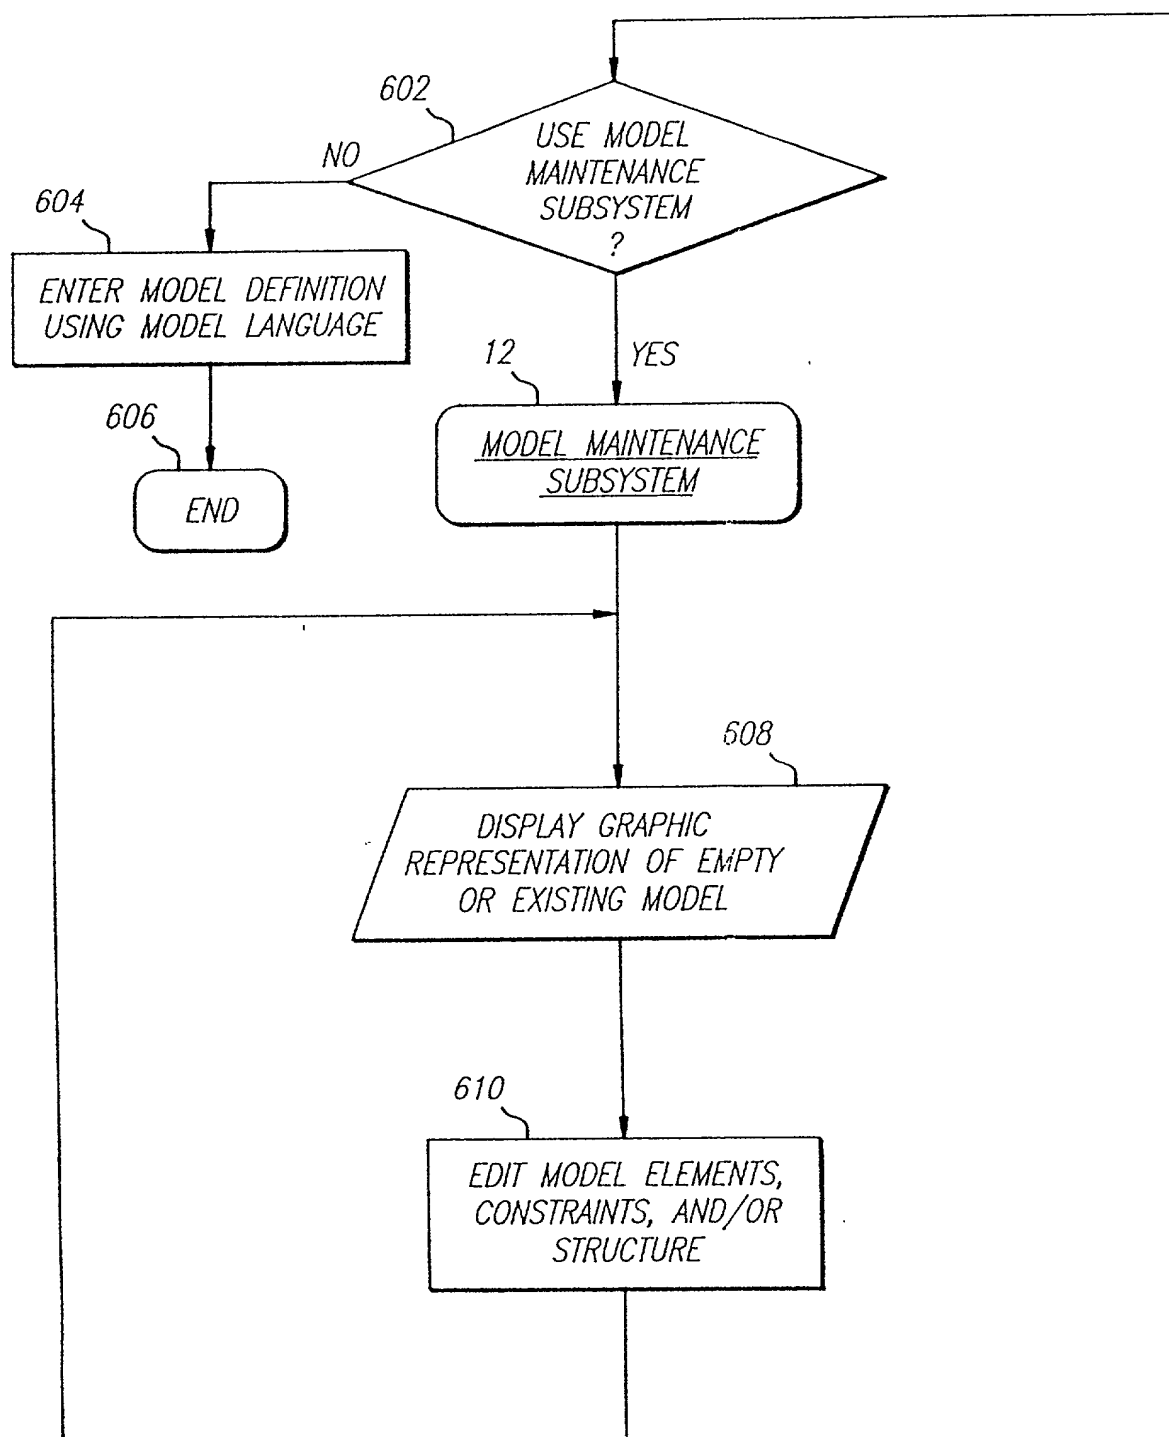 602
USE MODEL
MAINTENANCE
SUBSYSTEM
?
NO
604
ENTER MODEL DEFINITION
USING MODEL LANGUAGE
606
END
YES
12
MODEL MAINTENANCE
SUBSYSTEM
608
DISPLAY GRAPHIC
REPRESENTATION OF EMPTY
OR EXISTING MODEL
610
EDIT MODEL ELEMENTS,
CONSTRAINTS, AND/OR
STRUCTURE